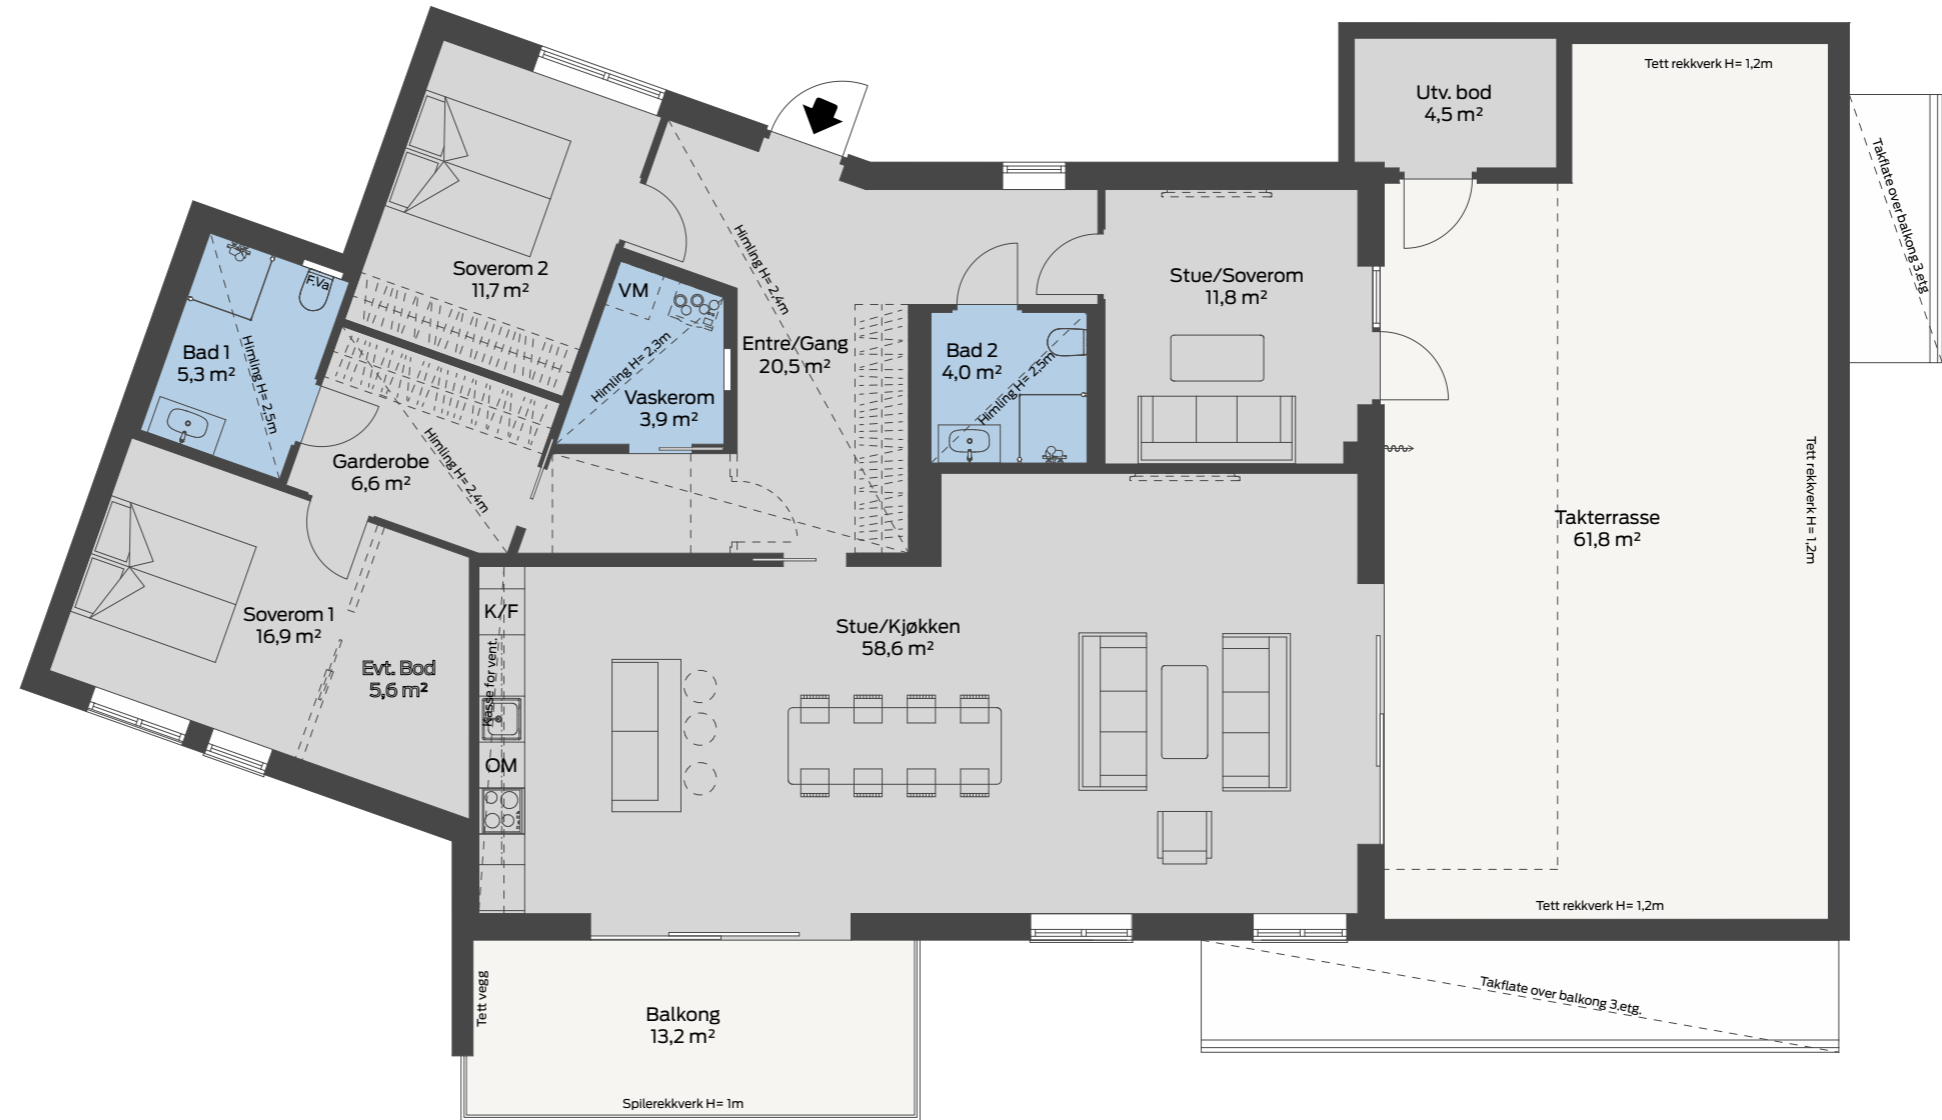 Tett rekkverk H= 1,2m
Utv. bod
4,5 m²
Takflate over balkong 3.etg.
Soverom 2
11,7 m²
Himling H= 2,4m
Stue/Soverom
11,8 m²
F.Va
VM
Bad 1
5,3 m²
Himling H= 2,5m
Himling H= 2,3m
Entre/Gang
20,5 m²
Bad 2
4,0 m²
Himling H= 2,5m
Vaskerom
3,9 m²
Garderobe
6,6 m²
Himling H= 2,4m
Takterrasse
61,8 m²
Tett rekkverk H= 1,2m
Soverom 1
16,9 m²
K/F
Stue/Kjøkken
58,6 m²
Evt. Bod
5,6 m²
Kasse for vent.
OM
Tett rekkverk H= 1,2m
Tett vegg
Balkong
13,2 m²
Takflate over balkong 3.etg.
Spilerekkverk H= 1m